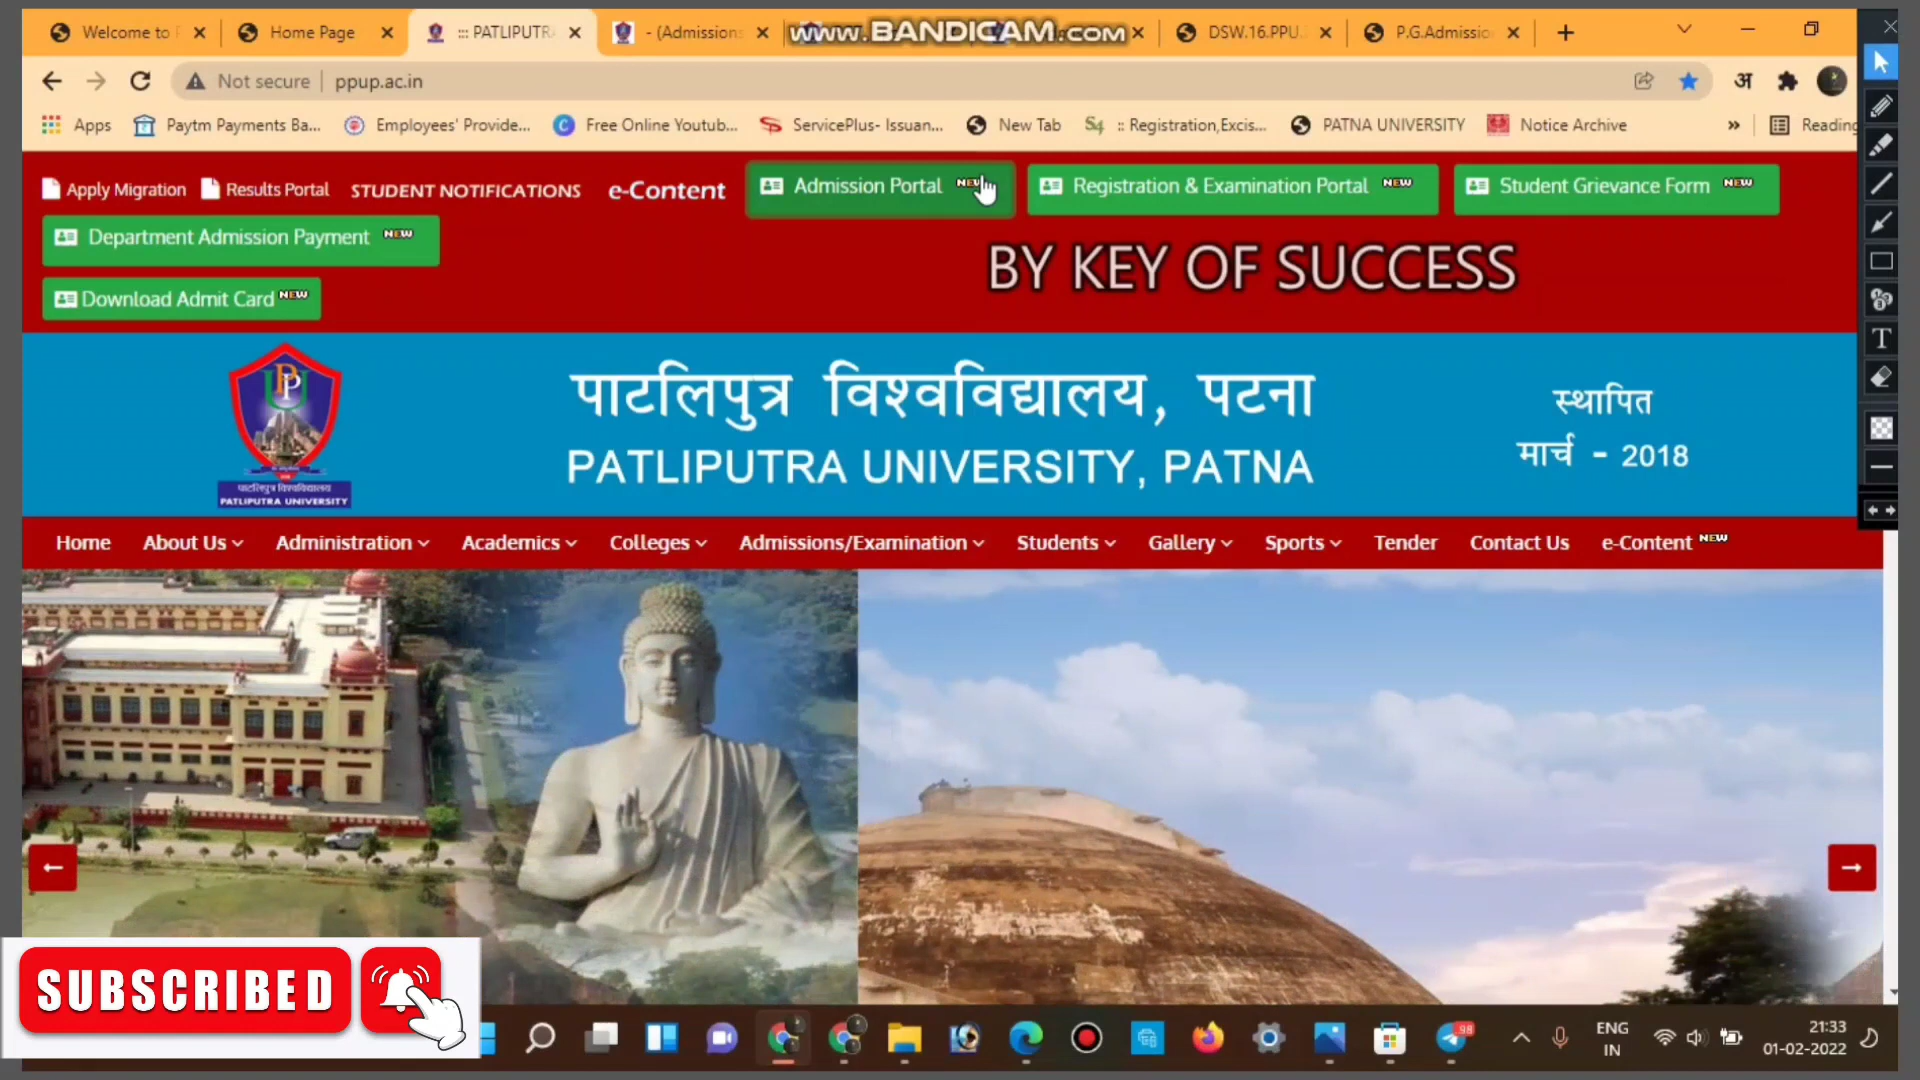 Welcome to P
Home Page
::: PATLIPUTR
- (Admissions
www.BANDICAM.com
DSW.16.PPU.
P.G.Admissio
Not secure
ppup.ac.in
अ
Apps
Paytm Payments Ba...
Employees' Provide...
Free Online Youtub...
ServicePlus- Issuan...
New Tab
:: Registration,Excis...
PATNA UNIVERSITY
Notice Archive
»
Reading
Apply Migration
Results Portal
STUDENT NOTIFICATIONS
e-Content
Admission Portal NEW
Registration & Examination Portal NEW
Student Grievance Form NEW
Department Admission Payment NEW
BY KEY OF SUCCESS
Download Admit Card NEW
पाटलिपुत्र विश्वविद्यालय, पटना
स्थापित
PATLIPUTRA UNIVERSITY, PATNA
मार्च - 2018
पाटलिपुत्र विश्वविद्यालय
PATLIPUTRA UNIVERSITY
Home
About Us
Administration
Academics
Colleges
Admissions/Examination
Students
Gallery
Sports
Tender
Contact Us
e-Content NEW
SUBSCRIBED
98
ENG
IN
21:33
01-02-2022